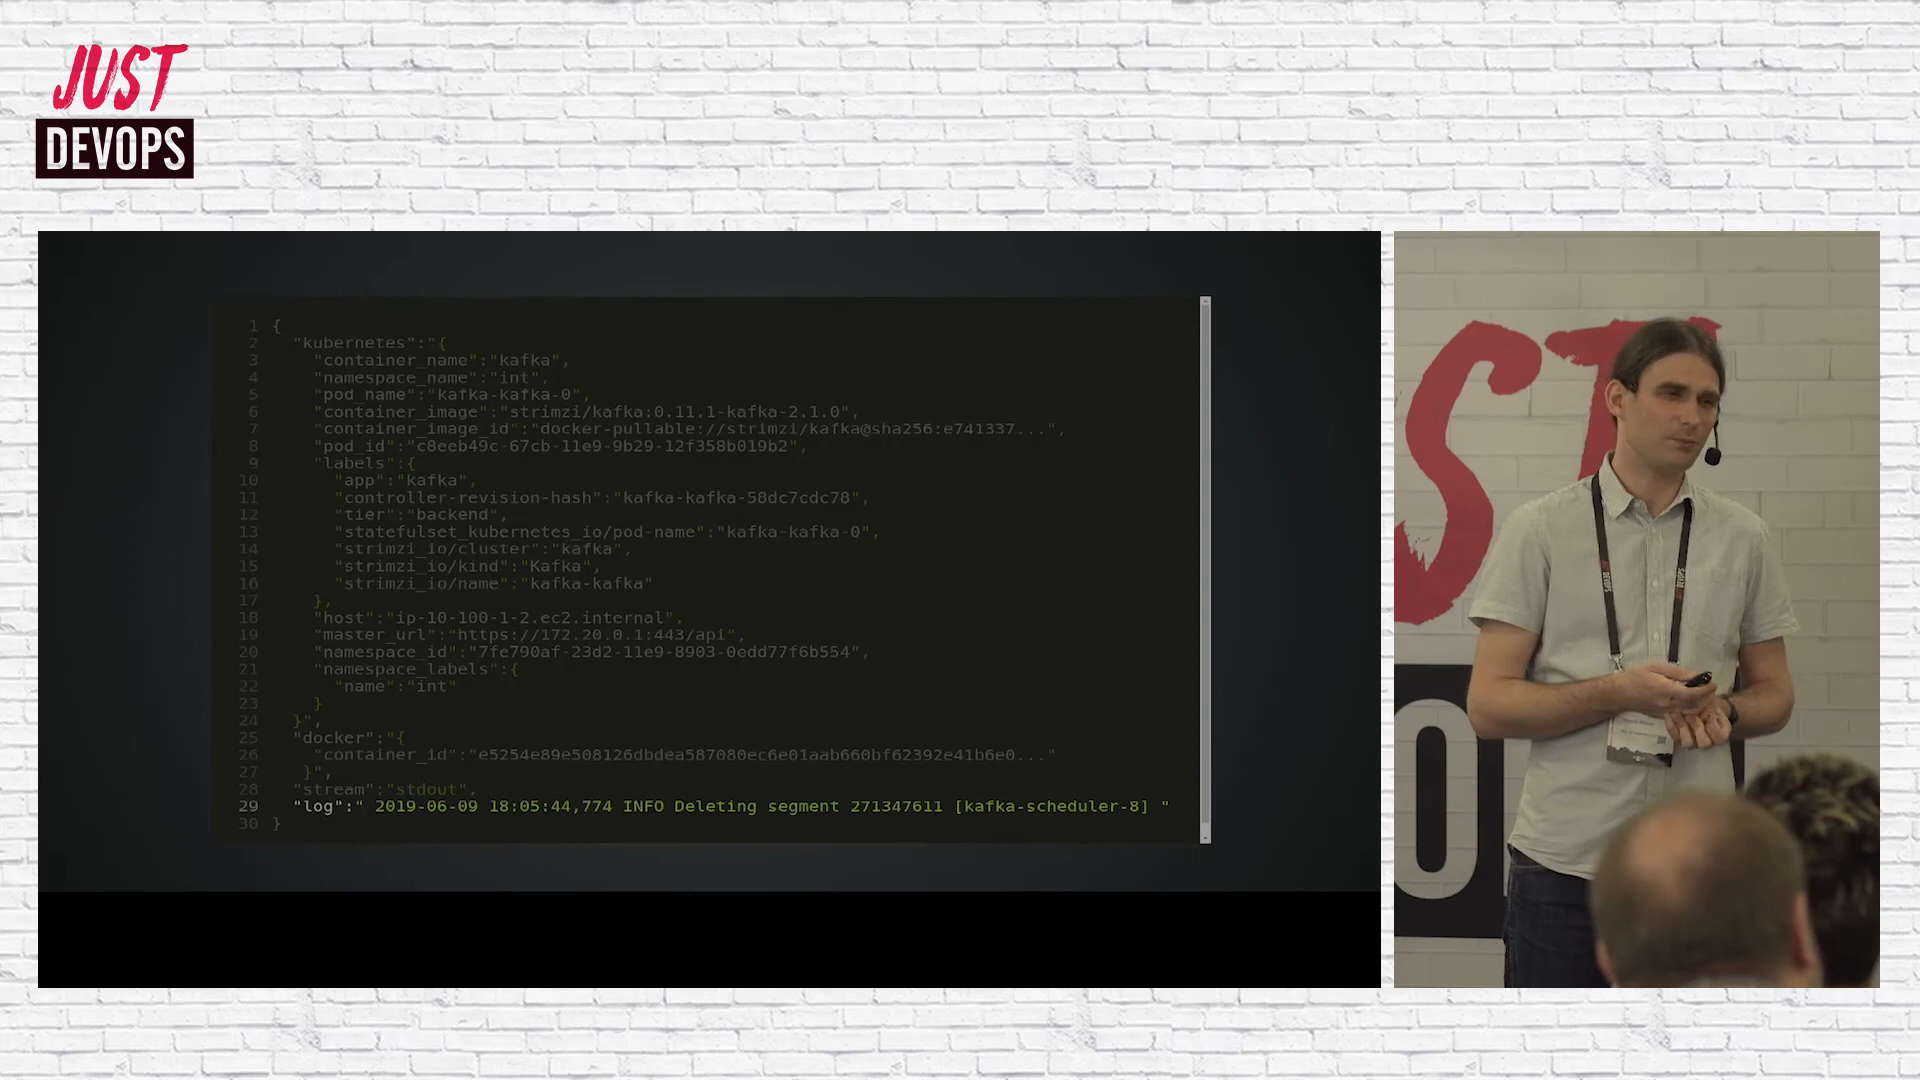 JUST
DEVOPS
1 {
2 "kubernetes":"{
3 "container_name":"kafka",
4 "namespace_name":"int",
5 "pod_name":"kafka-kafka-0",
6 "container_image":"strimzi/kafka:0.11.1-kafka-2.1.0",
7 "container_image_id":"docker-pullable://strimzi/kafka@sha256:e741337...",
8 "pod_id":"c8eeb49c-67cb-11e9-9b29-12f358b019b2",
9 "labels":{
10 "app":"kafka",
11 "controller-revision-hash":"kafka-kafka-58dc7cdc78",
12 "tier":"backend",
13 "statefulset_kubernetes_io/pod-name":"kafka-kafka-0",
14 "strimzi_io/cluster":"kafka",
15 "strimzi_io/kind":"Kafka",
16 "strimzi_io/name":"kafka-kafka"
17 },
18 "host":"ip-10-100-1-2.ec2.internal",
19 "master_url":"https://172.20.0.1:443/api",
20 "namespace_id":"7fe790af-23d2-11e9-8903-0edd77f6b554",
21 "namespace_labels":{
22 "name":"int"
23 }
24 }",
25 "docker":"{
26 "container_id":"e5254e89e508126dbdea587080ec6e01aab660bf62392e41b6e0..."
27 }",
28 "stream":"stdout",
29 "log":" 2019-06-09 18:05:44,774 INFO Deleting segment 271347611 [kafka-scheduler-8] "
30 }
ST
O